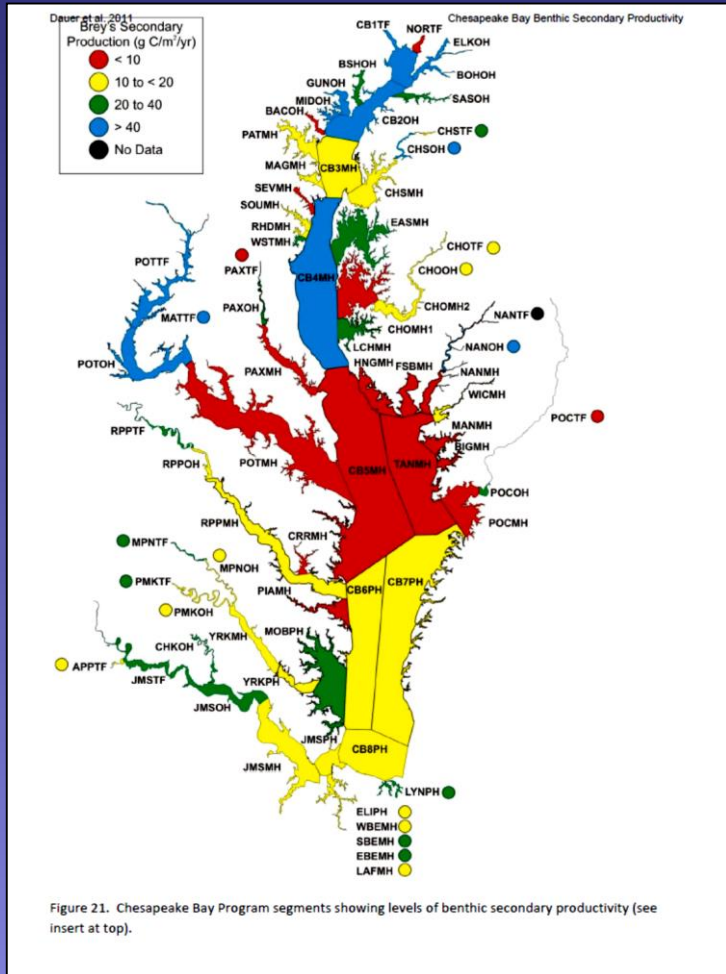 Dauer et al. 2011
Chesapeake Bay Benthic Secondary Productivity
Brey's Secondary
Production (g C/m²/yr)
< 10
10 to < 20
20 to 40
> 40
No Data
CB1TF
NORTF
ELKOH
BSHOH
GUNOH
BOHOH
MIDOH
SASOH
BACOH
CB2OH
PATMH
CHSTF
CHSOH
MAGMH
CB3MH
SEVMH
CHSMH
SOUMH
RHDMH
EASMH
WSTMH
CHOTF
POTTF
PAXTF
CHOOH
CB4MH
PAXOH
CHOMH2
MATTF
NANTF
CHOMH1
LCHMH
NANOH
POTOH
HNGMH
FSBMH
PAXMH
NANMH
WICMH
RPPTF
MANMH
POCTF
BIGMH
RPPOH
POTMH
CB5MH
TANMH
POCOH
RPPMH
POCMH
CRRMH
MPNTF
MPNOH
CB7PH
PMKTF
PIAMH
CB6PH
PMKOH
MOBPH
YRKMH
CHKOH
APPTF
JMSTF
YRKPH
JMSOH
JMSPH
CB8PH
JMSMH
LYNPH
ELIPH
WBEMH
SBEMH
EBEMH
LAFMH
Figure 21. Chesapeake Bay Program segments showing levels of benthic secondary productivity (see
insert at top).